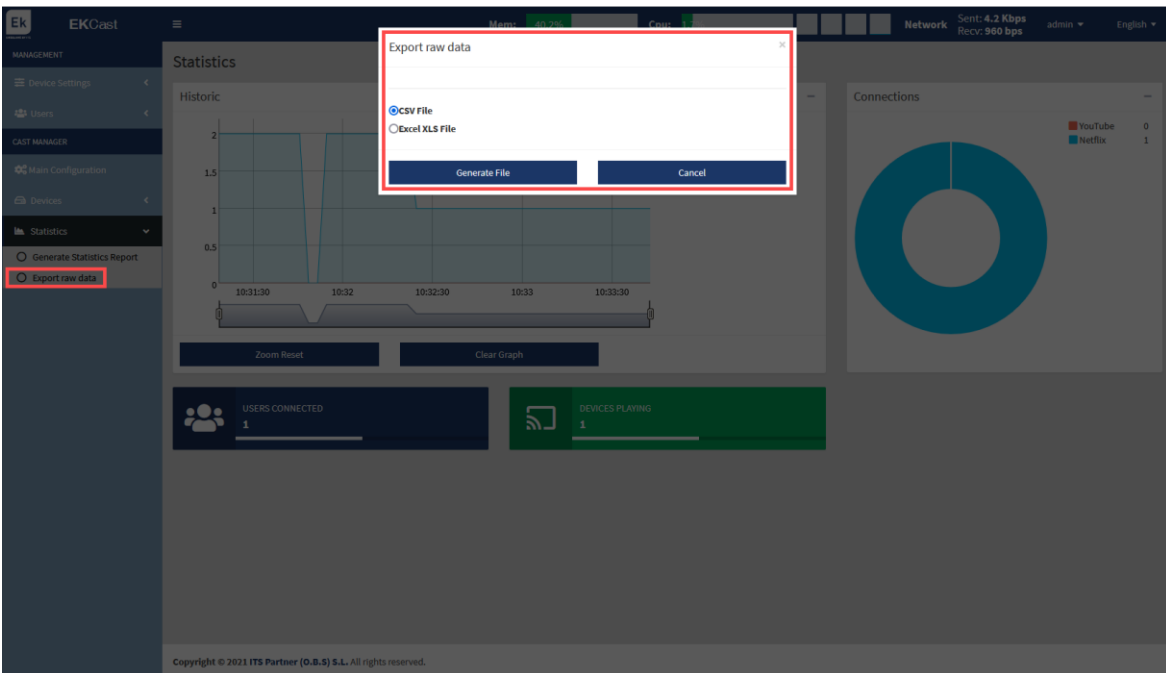 Ek
EKCast
Mem: 40.2%
Cpu:
Network
Sent: 4.2 Kbps
Recv: 960 bps
admin
English
MANAGEMENT
Device Settings
Users
CAST MANAGER
Main Configuration
Devices
Statistics
Generate Statistics Report
Export raw data
Statistics
Historic
2
1.5
1
0.5
0
10:31:30
10:32
10:32:30
10:33
10:33:30
Zoom Reset
Clear Graph
Export raw data
×
CSV File
Excel XLS File
Generate File
Cancel
Connections
YouTube 0
Netflix 1
USERS CONNECTED
1
DEVICES PLAYING
1
Copyright © 2021 ITS Partner (O.B.S) S.L. All rights reserved.